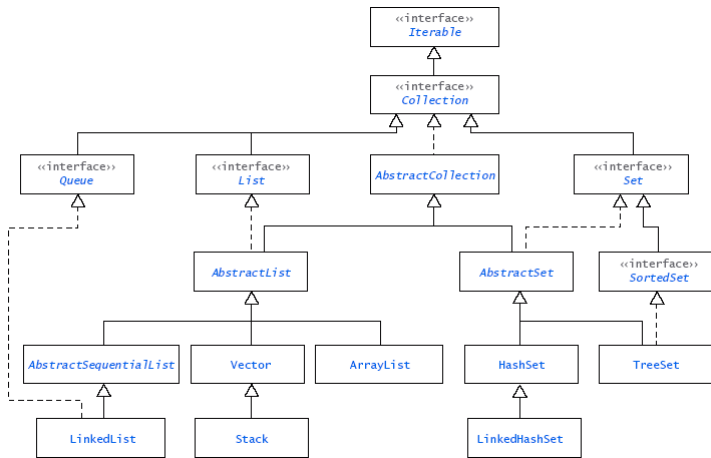 ‹‹interface››
Iterable
‹‹interface››
Collection
‹‹interface››
Queue
‹‹interface››
List
AbstractCollection
‹‹interface››
Set
AbstractList
AbstractSet
‹‹interface››
SortedSet
AbstractSequentialList
Vector
ArrayList
HashSet
TreeSet
LinkedList
Stack
LinkedHashSet